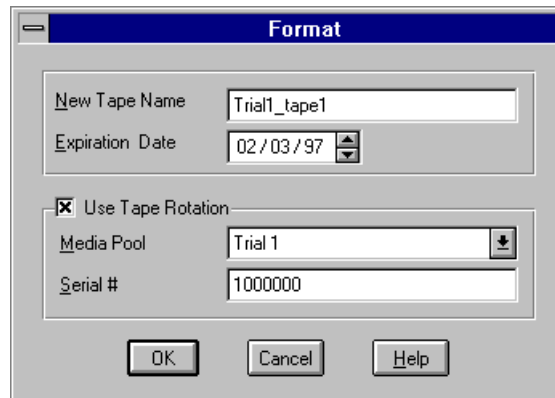 Format
New Tape Name Trial1_tape1
Expiration Date 02/03/97
Use Tape Rotation
Media Pool Trial 1
Serial # 1000000
OK Cancel Help